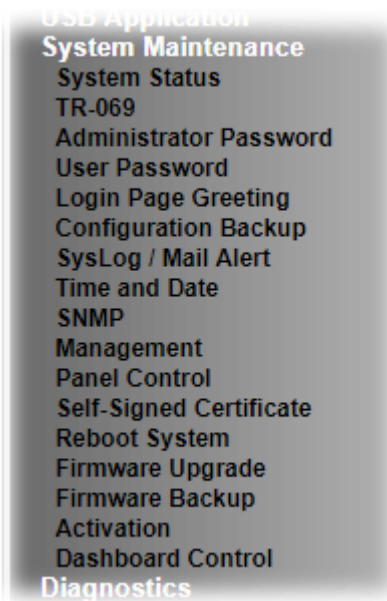 USB Application
System Maintenance
System Status
TR-069
Administrator Password
User Password
Login Page Greeting
Configuration Backup
SysLog / Mail Alert
Time and Date
SNMP
Management
Panel Control
Self-Signed Certificate
Reboot System
Firmware Upgrade
Firmware Backup
Activation
Dashboard Control
Diagnostics